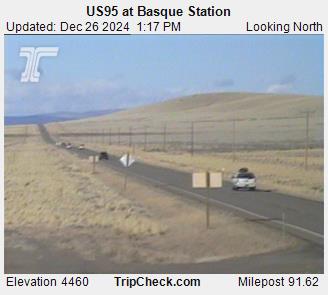 US95 at Basque Station
Updated: Dec 26 2024 1:17 PM Looking North
Elevation 4460 TripCheck.com Milepost 91.62